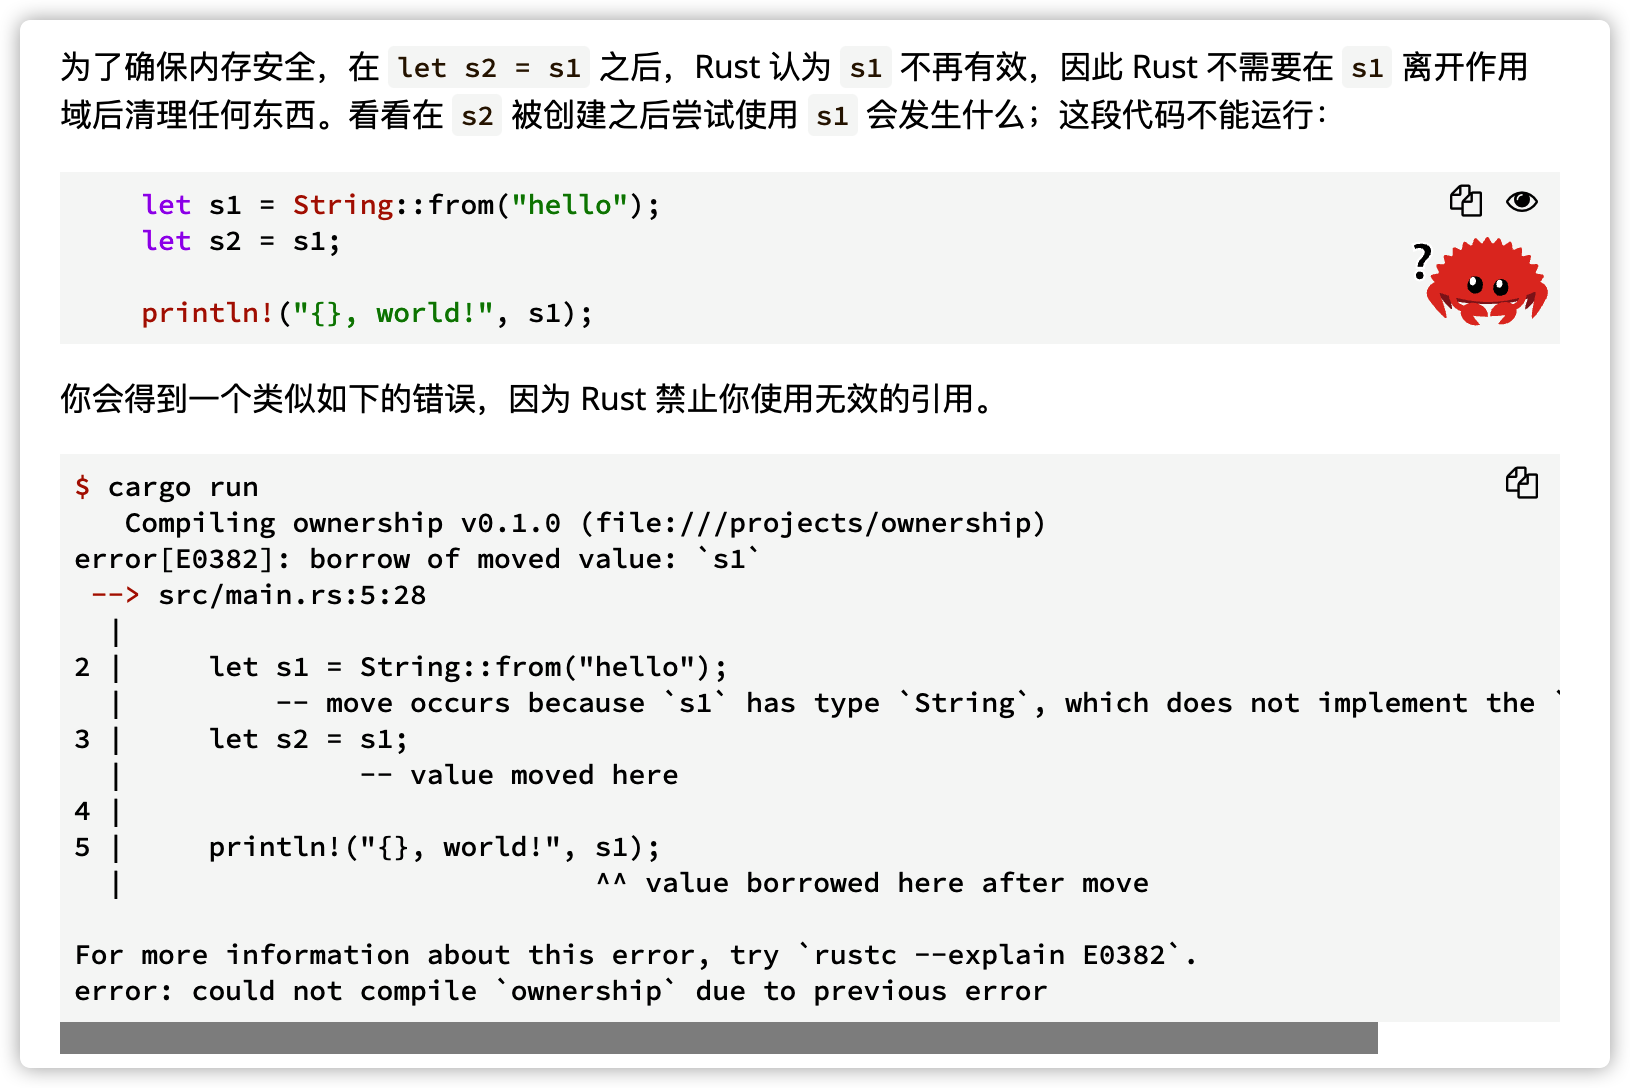 为了确保内存安全，在 let s2 = s1 之后，Rust 认为 s1 不再有效，因此 Rust 不需要在 s1 离开作用
域后清理任何东西。看看在 s2 被创建之后尝试使用 s1 会发生什么；这段代码不能运行：
    let s1 = String::from("hello");
    let s2 = s1;
?
    println!("{}, world!", s1);
你会得到一个类似如下的错误，因为 Rust 禁止你使用无效的引用。
$ cargo run
   Compiling ownership v0.1.0 (file:///projects/ownership)
error[E0382]: borrow of moved value: `s1`
 --> src/main.rs:5:28
  |
2 |     let s1 = String::from("hello");
  |         -- move occurs because `s1` has type `String`, which does not implement the `
3 |     let s2 = s1;
  |              -- value moved here
4 |
5 |     println!("{}, world!", s1);
  |                            ^^ value borrowed here after move
For more information about this error, try `rustc --explain E0382`.
error: could not compile `ownership` due to previous error